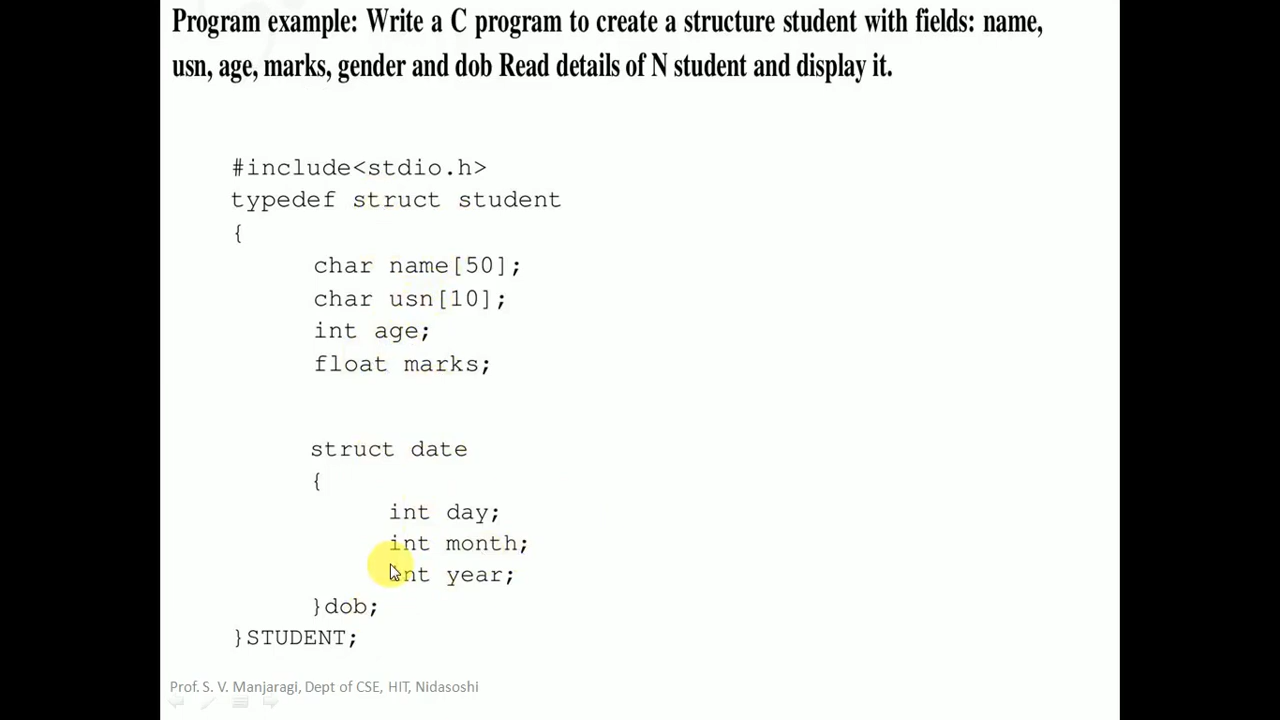 Program example: Write a C program to create a structure student with fields: name,
usn, age, marks, gender and dob Read details of N student and display it.
#include<stdio.h>
typedef struct student
{
char name[50];
char usn[10];
int age;
float marks;
struct date
{
int day;
int month;
int year;
}dob;
}STUDENT;
Prof. S. V. Manjaragi, Dept of CSE, HIT, Nidasoshi